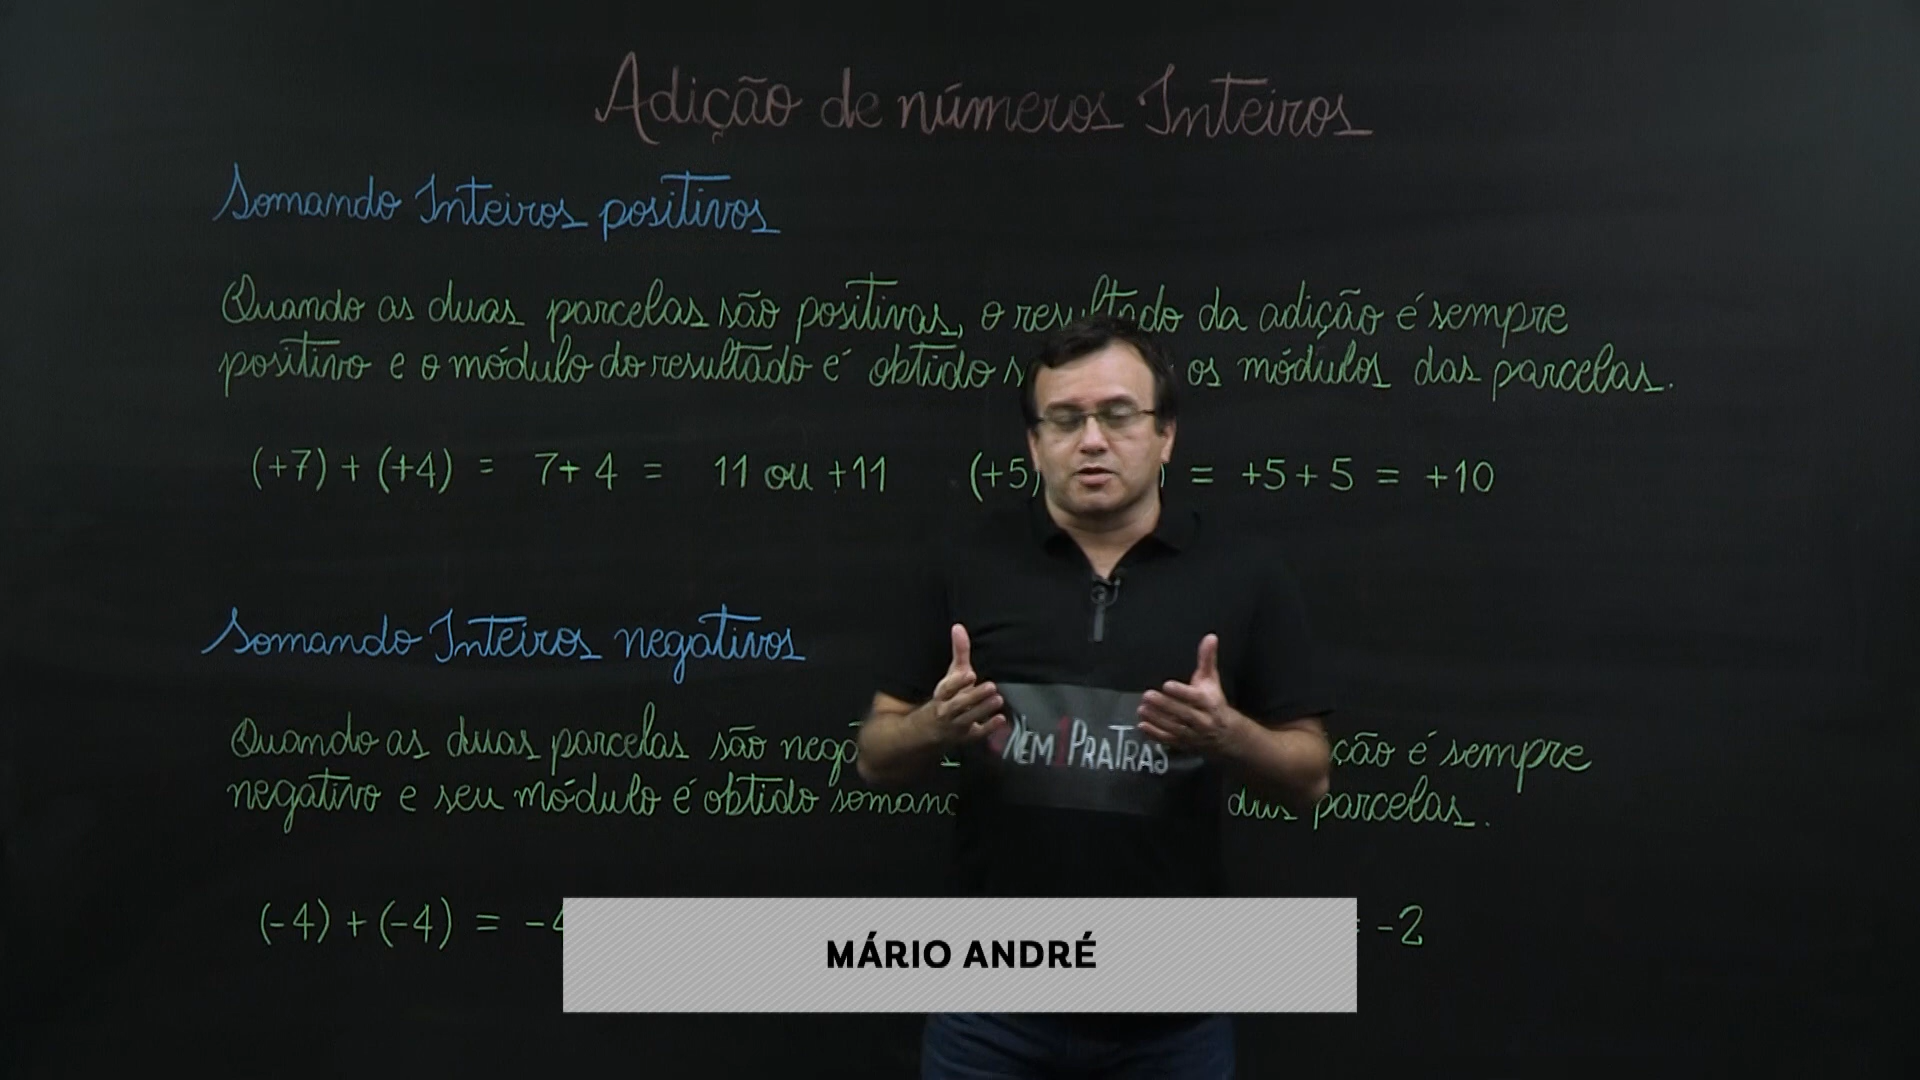 Adição de números Inteiros
Somando Inteiros positivos
Quando as duas parcelas são positivas, o resultado da adição é sempre
positivo e o módulo do resultado é obtido os módulos das parcelas.
(+7) + (+4) = 7+4 = 11 ou +11 (+5) = +5+5 = +10
Somando Inteiros negativos
Quando as duas parcelas são é sempre
negativo e seu módulo é obtido das parcelas.
(-4) + (-4) = = -2
NEM1PRATRAS
MÁRIO ANDRÉ